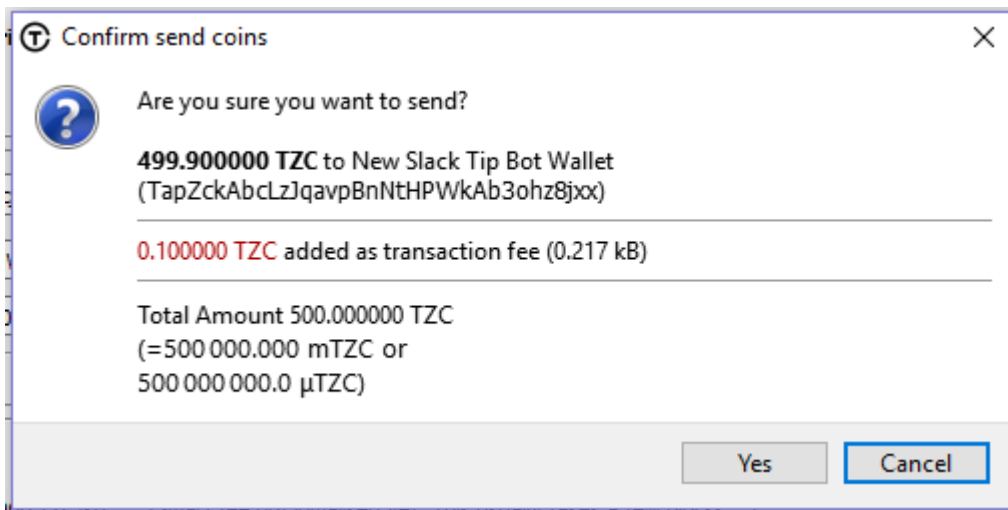 Confirm send coins
Are you sure you want to send?
499.900000 TZC to New Slack Tip Bot Wallet
(TapZckAbcLzJqavpBnNtHPWkAb3ohz8jxx)
0.100000 TZC added as transaction fee (0.217 kB)
Total Amount 500.000000 TZC
(=500 000.000 mTZC or
500 000 000.0 μTZC)
Yes
Cancel